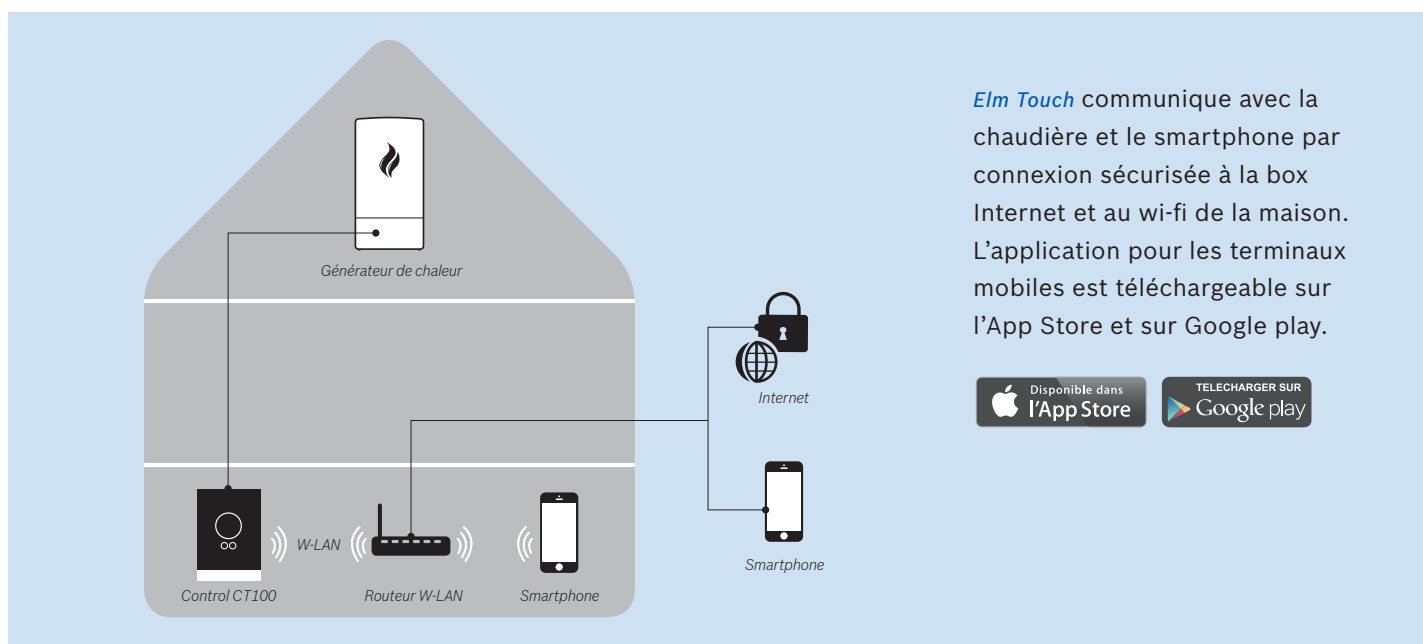 Elm Touch communique avec la
chaudière et le smartphone par
connexion sécurisée à la box
Internet et au wi-fi de la maison.
L’application pour les terminaux
mobiles est téléchargeable sur
l’App Store et sur Google play.
Disponible dans
l’App Store
TELECHARGER SUR
Google play
Générateur de chaleur
Internet
Smartphone
W-LAN
Control CT100
Routeur W-LAN
Smartphone